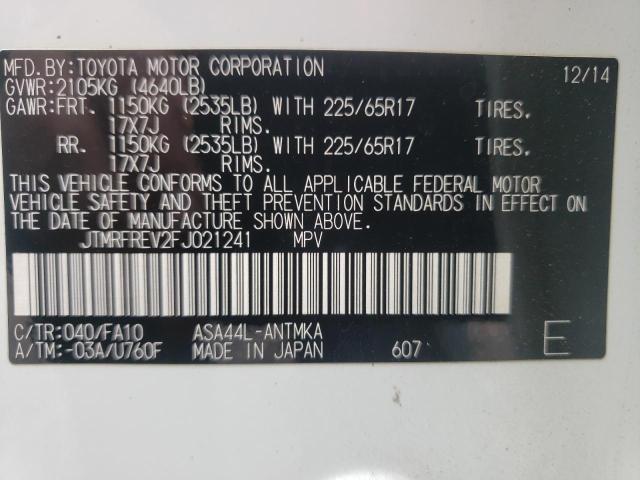 MFD.BY:TOYOTA MOTOR CORPORATION 12/14
GVWR:2105KG (4640LB)
GAWR:FRT. 1150KG (2535LB) WITH 225/65R17 TIRES.
17X7J RIMS.
RR. 1150KG (2535LB) WITH 225/65R17 TIRES.
17X7J RIMS.
THIS VEHICLE CONFORMS TO ALL APPLICABLE FEDERAL MOTOR
VEHICLE SAFETY AND THEFT PREVENTION STANDARDS IN EFFECT ON
THE DATE OF MANUFACTURE SHOWN ABOVE.
JTMRFREV2FJ021241 MPV
C/TR:040/FA10 ASA44L-ANTMKA
A/TM:-03A/U760F MADE IN JAPAN 607 E